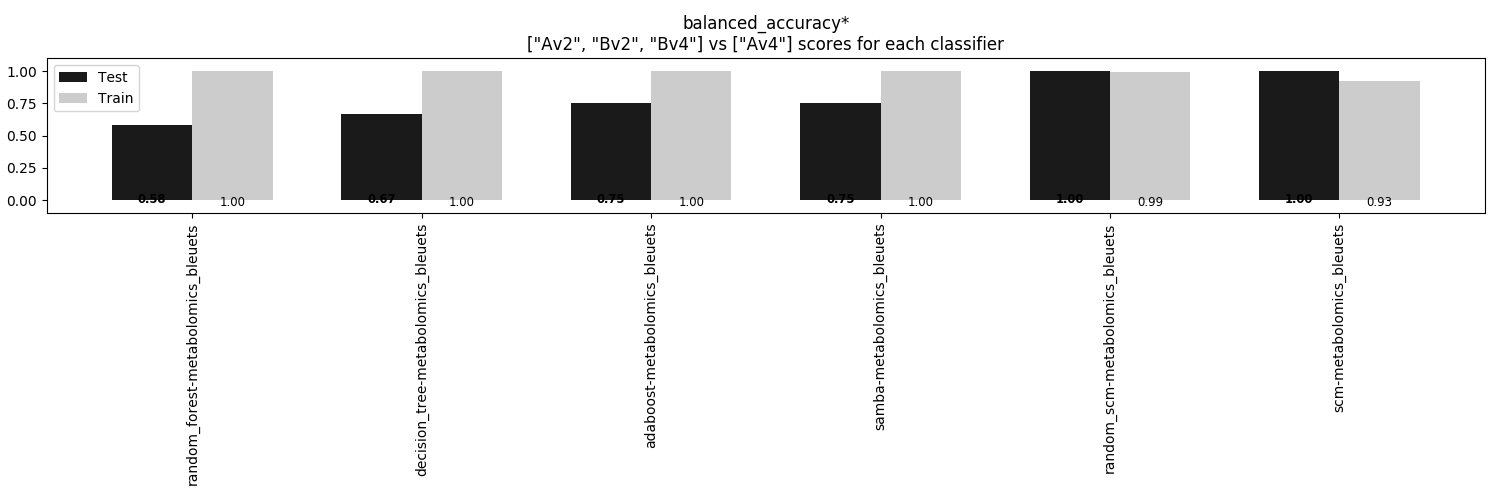 balanced_accuracy*
["Av2", "Bv2", "Bv4"] vs ["Av4"] scores for each classifier
Test
Train
1.00
0.75
0.50
0.25
0.00
0.58
1.00
0.67
1.00
0.75
1.00
0.75
1.00
1.00
0.99
1.00
0.93
random_forest-metabolomics_bleuets
decision_tree-metabolomics_bleuets
adaboost-metabolomics_bleuets
samba-metabolomics_bleuets
random_scm-metabolomics_bleuets
scm-metabolomics_bleuets